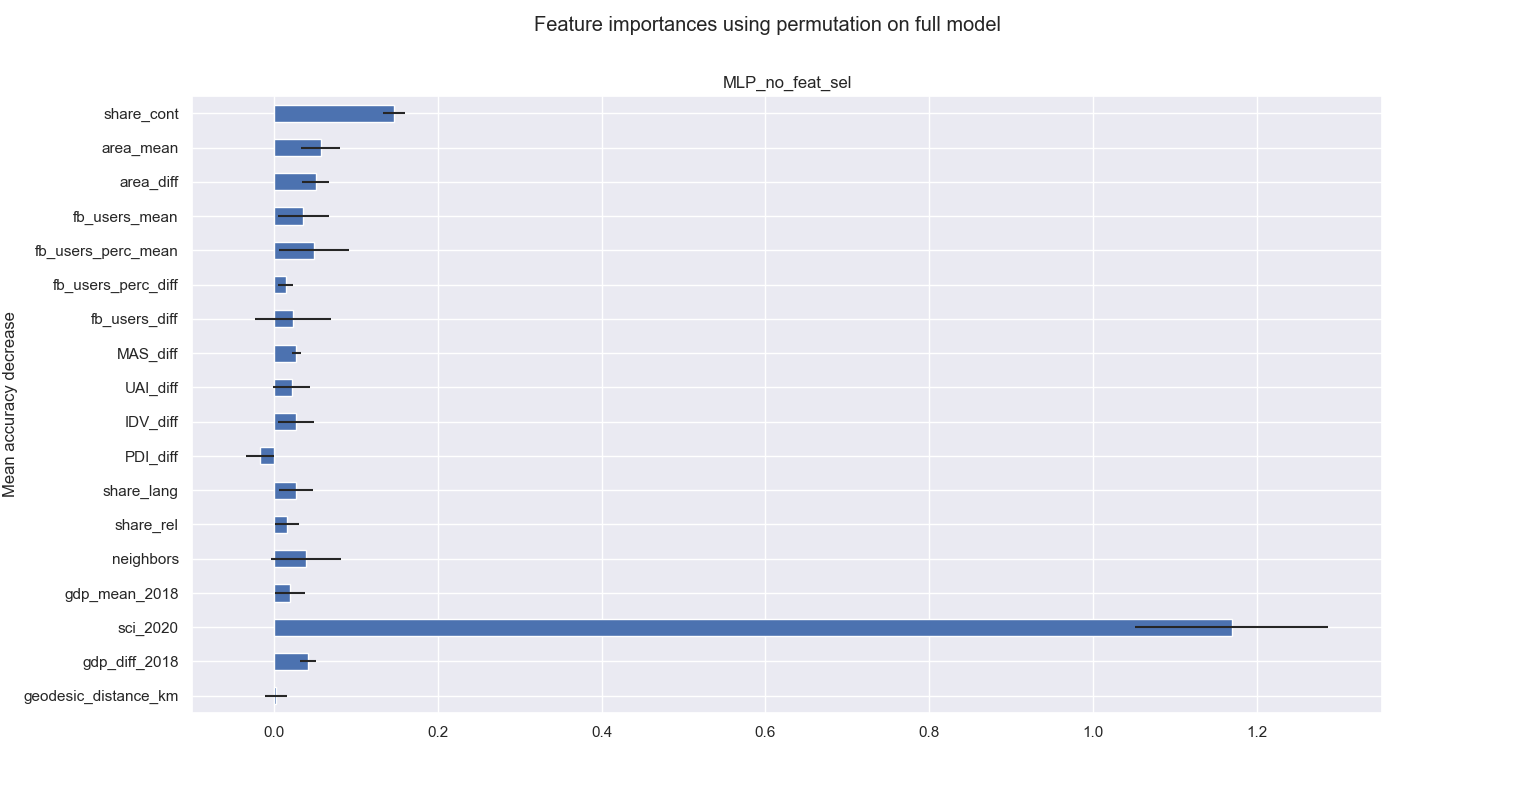 Feature importances using permutation on full model
MLP_no_feat_sel
Mean accuracy decrease
share_cont
area_mean
area_diff
fb_users_mean
fb_users_perc_mean
fb_users_perc_diff
fb_users_diff
MAS_diff
UAI_diff
IDV_diff
PDI_diff
share_lang
share_rel
neighbors
gdp_mean_2018
sci_2020
gdp_diff_2018
geodesic_distance_km
0.0 0.2 0.4 0.6 0.8 1.0 1.2